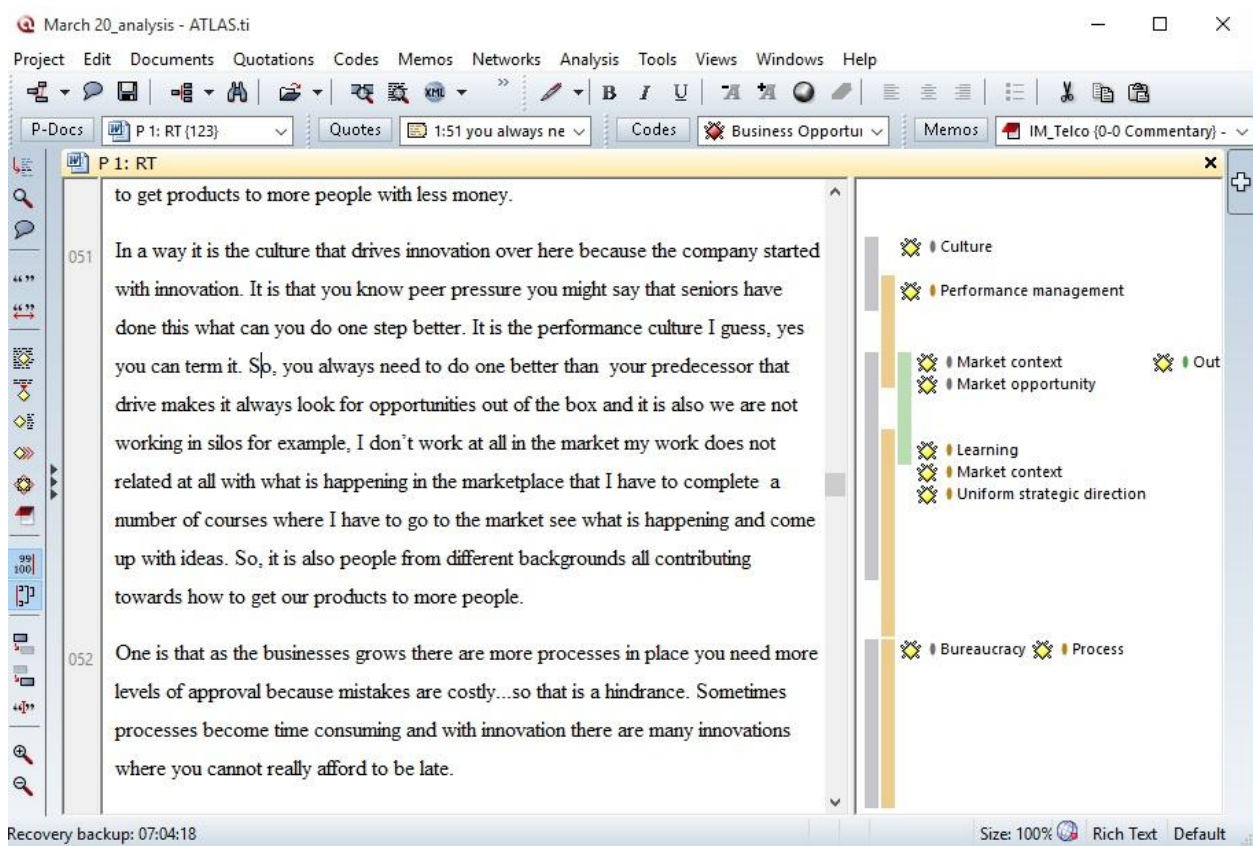 March 20_analysis - ATLAS.ti
Project Edit Documents Quotations Codes Memos Networks Analysis Tools Views Windows Help
XML » B I U A A
P-Docs P 1: RT {123} Quotes 1:51 you always ne Codes Business Opportui Memos IM_Telco {0-0 Commentary} -
P 1: RT
to get products to more people with less money.
051 In a way it is the culture that drives innovation over here because the company started
with innovation. It is that you know peer pressure you might say that seniors have
done this what can you do one step better. It is the performance culture I guess, yes
you can term it. So, you always need to do one better than your predecessor that
drive makes it always look for opportunities out of the box and it is also we are not
working in silos for example, I don't work at all in the market my work does not
related at all with what is happening in the marketplace that I have to complete a
number of courses where I have to go to the market see what is happening and come
up with ideas. So, it is also people from different backgrounds all contributing
towards how to get our products to more people.
052 One is that as the businesses grows there are more processes in place you need more
levels of approval because mistakes are costly...so that is a hindrance. Sometimes
processes become time consuming and with innovation there are many innovations
where you cannot really afford to be late.
Culture
Performance management
Market context Out
Market opportunity
Learning
Market context
Uniform strategic direction
Bureaucracy Process
99
100
Recovery backup: 07:04:18 Size: 100% Rich Text Default